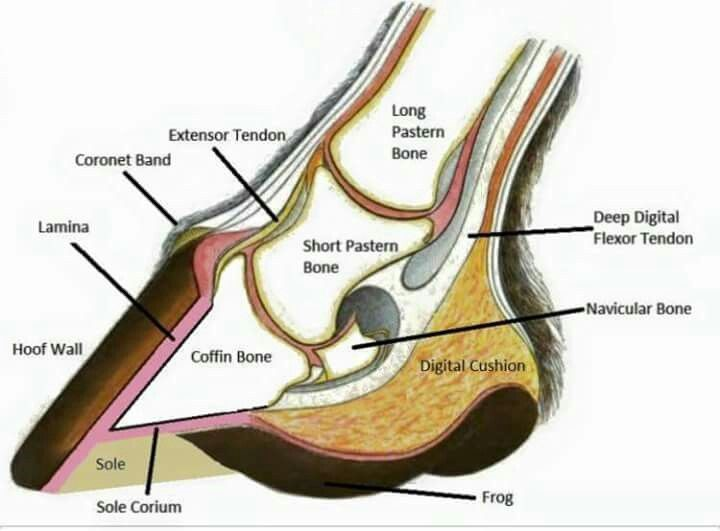 Long
Pastern
Bone
Extensor Tendon
Coronet Band
Lamina
Deep Digital
Flexor Tendon
Short Pastern
Bone
Navicular Bone
Hoof Wall
Coffin Bone
Digital Cushion
Sole
Frog
Sole Corium